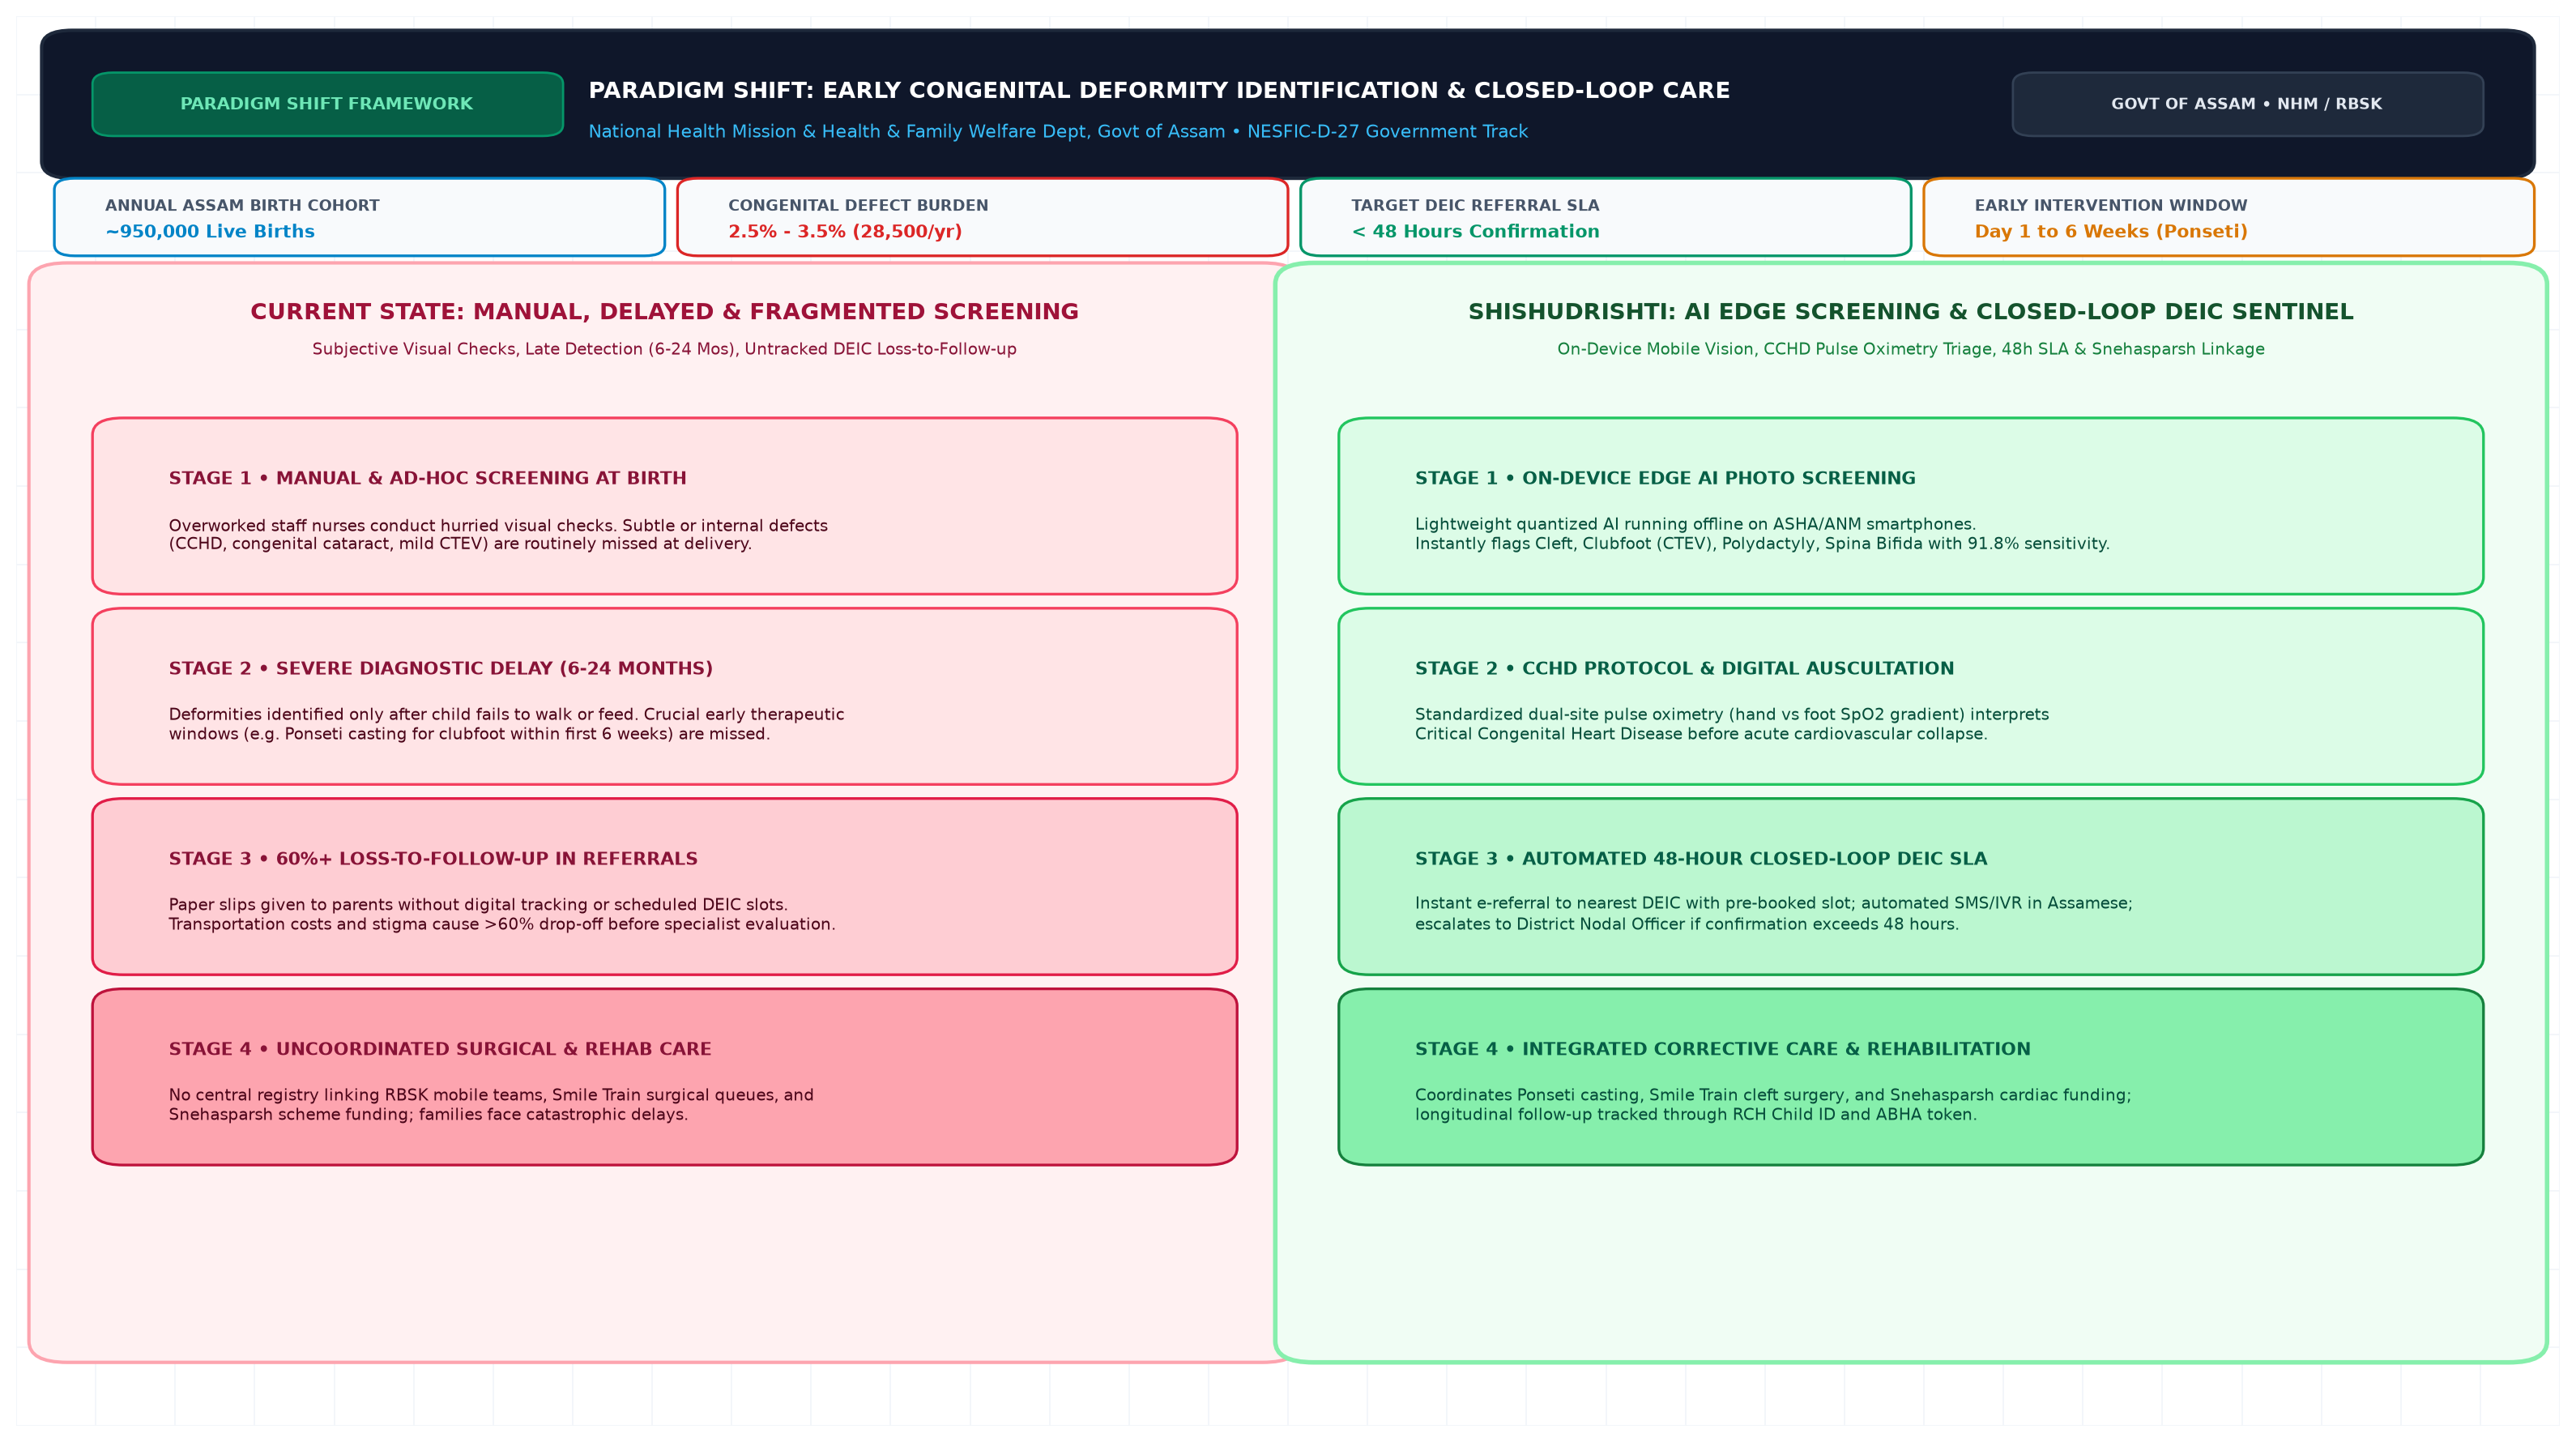 PARADIGM SHIFT FRAMEWORK
PARADIGM SHIFT: EARLY CONGENITAL DEFORMITY IDENTIFICATION & CLOSED-LOOP CARE
National Health Mission & Health & Family Welfare Dept, Govt of Assam • NESFIC-D-27 Government Track
GOVT OF ASSAM • NHM / RBSK
ANNUAL ASSAM BIRTH COHORT
~950,000 Live Births
CONGENITAL DEFECT BURDEN
2.5% - 3.5% (28,500/yr)
TARGET DEIC REFERRAL SLA
< 48 Hours Confirmation
EARLY INTERVENTION WINDOW
Day 1 to 6 Weeks (Ponseti)
CURRENT STATE: MANUAL, DELAYED & FRAGMENTED SCREENING
Subjective Visual Checks, Late Detection (6-24 Mos), Untracked DEIC Loss-to-Follow-up
STAGE 1 • MANUAL & AD-HOC SCREENING AT BIRTH
Overworked staff nurses conduct hurried visual checks. Subtle or internal defects
(CCHD, congenital cataract, mild CTEV) are routinely missed at delivery.
STAGE 2 • SEVERE DIAGNOSTIC DELAY (6-24 MONTHS)
Deformities identified only after child fails to walk or feed. Crucial early therapeutic
windows (e.g. Ponseti casting for clubfoot within first 6 weeks) are missed.
STAGE 3 • 60%+ LOSS-TO-FOLLOW-UP IN REFERRALS
Paper slips given to parents without digital tracking or scheduled DEIC slots.
Transportation costs and stigma cause >60% drop-off before specialist evaluation.
STAGE 4 • UNCOORDINATED SURGICAL & REHAB CARE
No central registry linking RBSK mobile teams, Smile Train surgical queues, and
Snehasparsh scheme funding; families face catastrophic delays.
SHISHUDRISHTI: AI EDGE SCREENING & CLOSED-LOOP DEIC SENTINEL
On-Device Mobile Vision, CCHD Pulse Oximetry Triage, 48h SLA & Snehasparsh Linkage
STAGE 1 • ON-DEVICE EDGE AI PHOTO SCREENING
Lightweight quantized AI running offline on ASHA/ANM smartphones.
Instantly flags Cleft, Clubfoot (CTEV), Polydactyly, Spina Bifida with 91.8% sensitivity.
STAGE 2 • CCHD PROTOCOL & DIGITAL AUSCULTATION
Standardized dual-site pulse oximetry (hand vs foot SpO2 gradient) interprets
Critical Congenital Heart Disease before acute cardiovascular collapse.
STAGE 3 • AUTOMATED 48-HOUR CLOSED-LOOP DEIC SLA
Instant e-referral to nearest DEIC with pre-booked slot; automated SMS/IVR in Assamese;
escalates to District Nodal Officer if confirmation exceeds 48 hours.
STAGE 4 • INTEGRATED CORRECTIVE CARE & REHABILITATION
Coordinates Ponseti casting, Smile Train cleft surgery, and Snehasparsh cardiac funding;
longitudinal follow-up tracked through RCH Child ID and ABHA token.